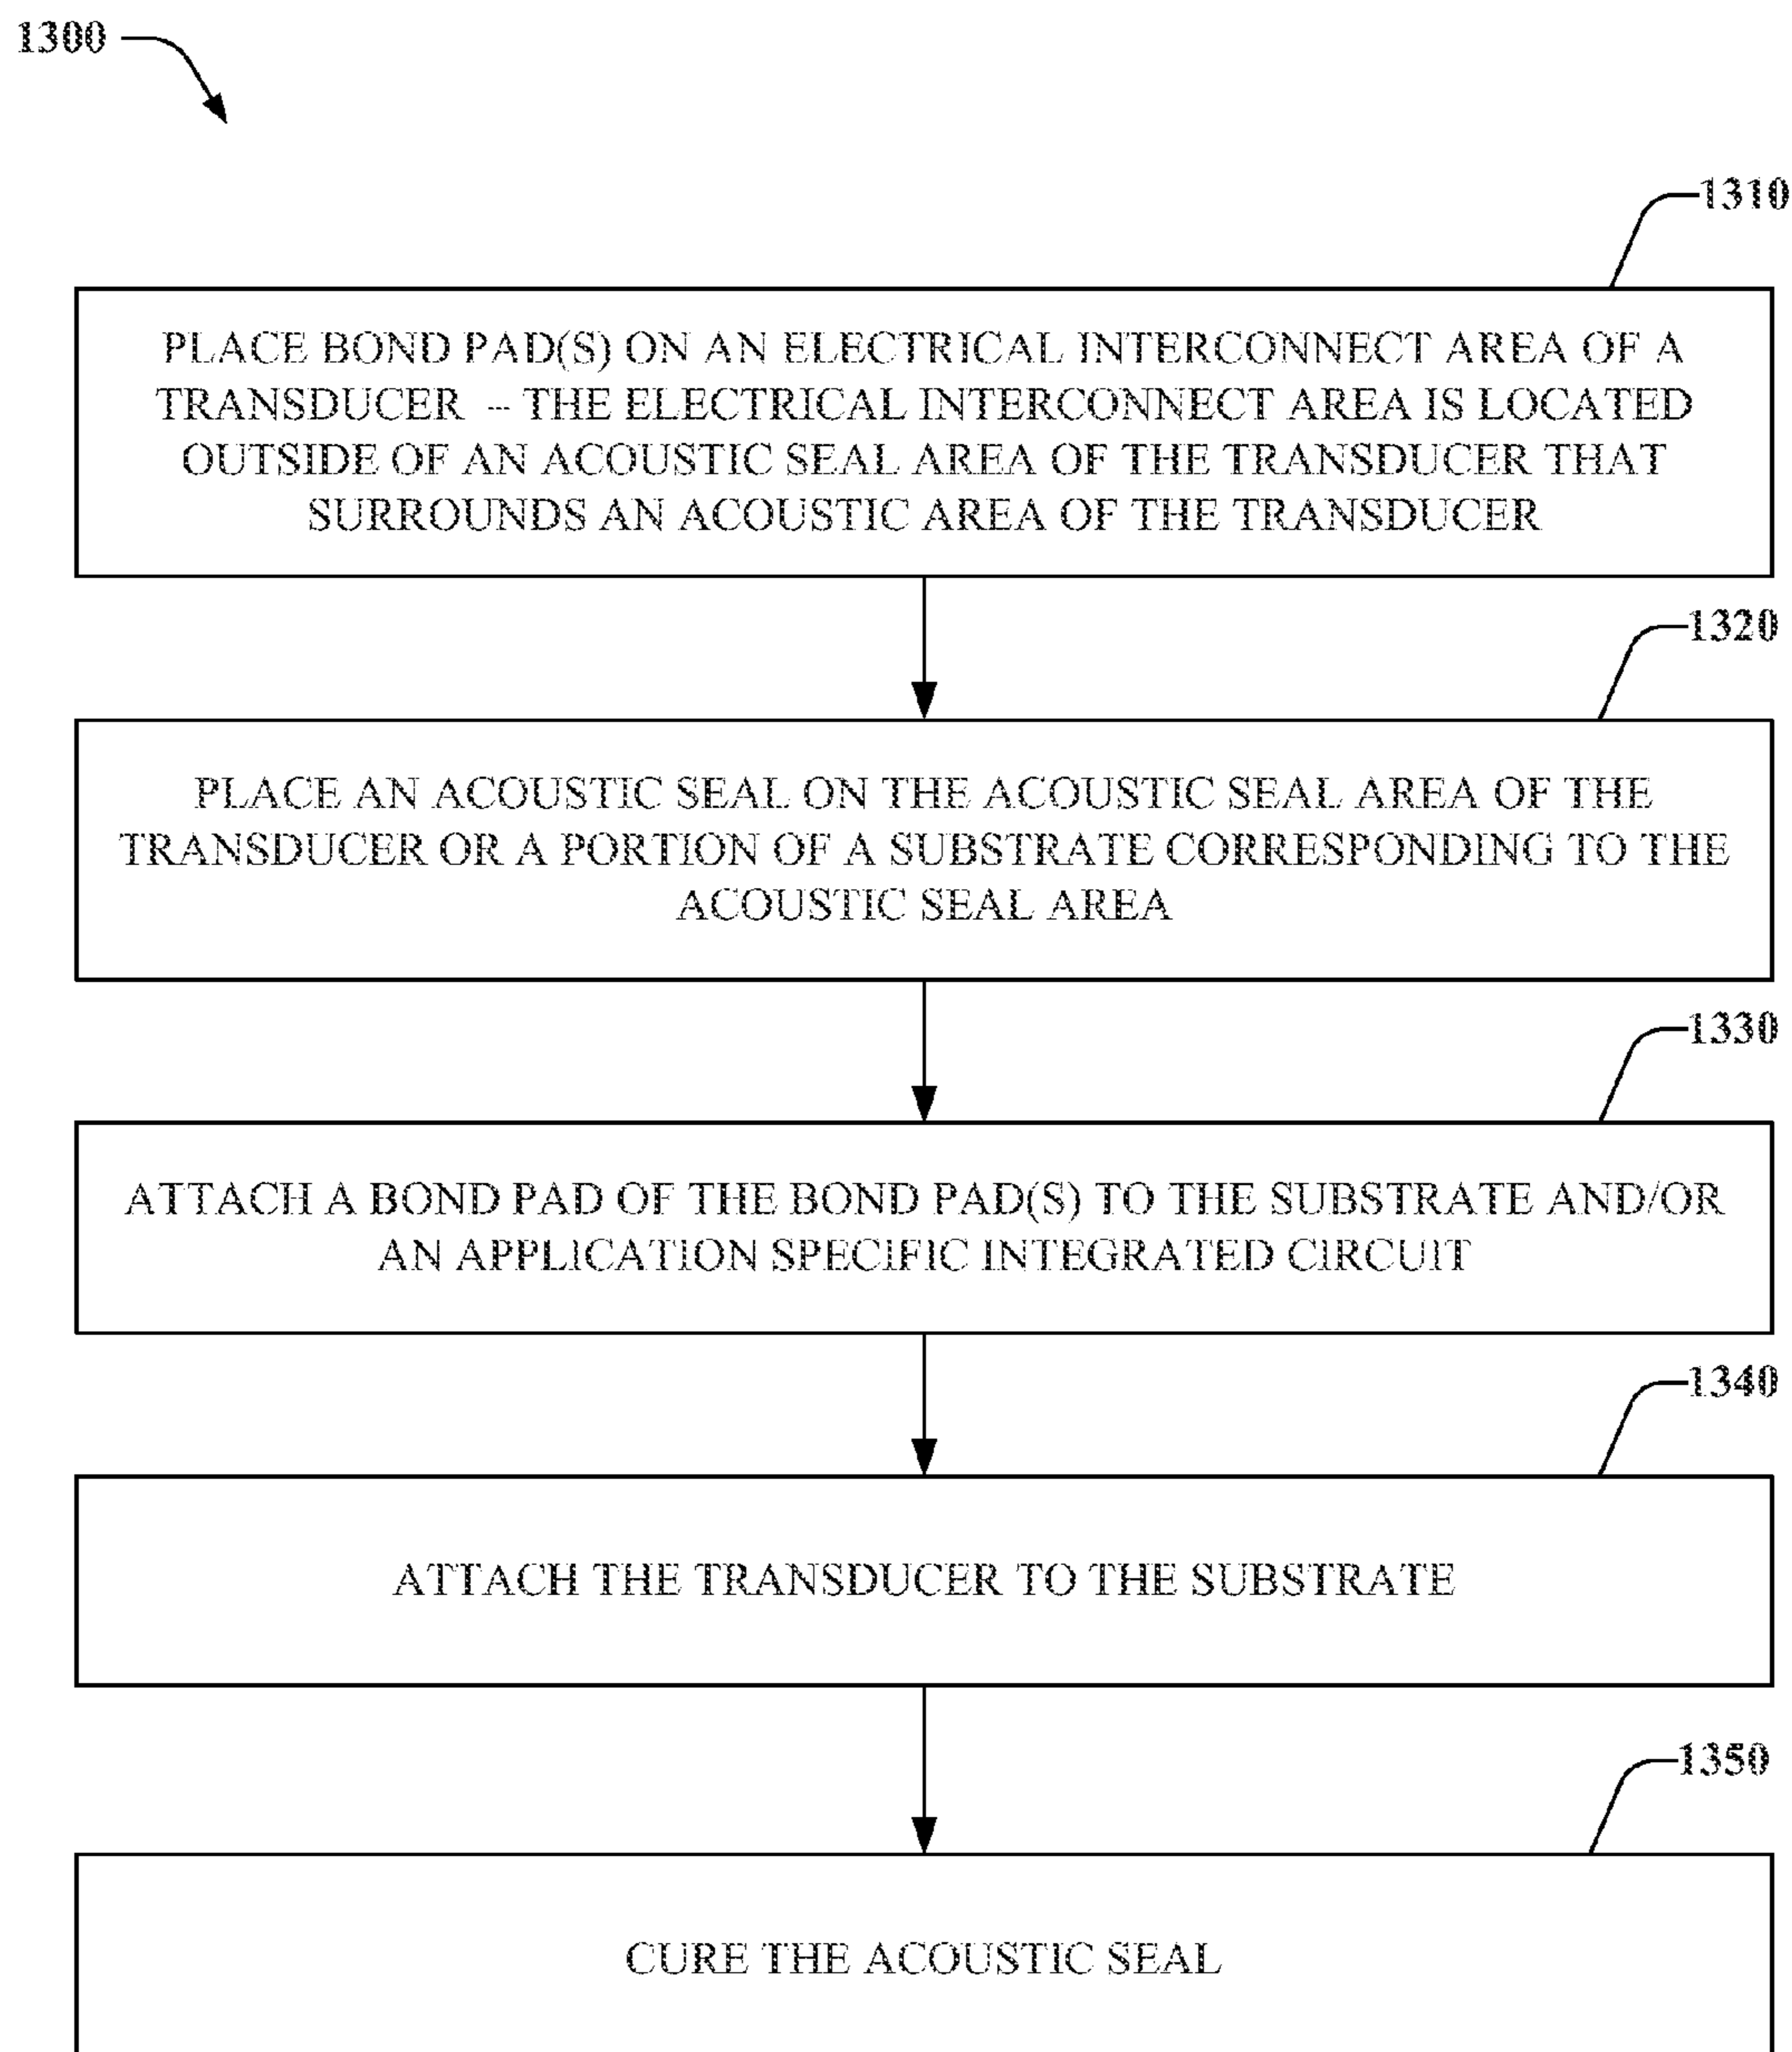 1300
1310
PLACE BOND PAD(S) ON AN ELECTRICAL INTERCONNECT AREA OF A
TRANSDUCER -- THE ELECTRICAL INTERCONNECT AREA IS LOCATED
OUTSIDE OF AN ACOUSTIC SEAL AREA OF THE TRANSDUCER THAT
SURROUNDS AN ACOUSTIC AREA OF THE TRANSDUCER
1320
PLACE AN ACOUSTIC SEAL ON THE ACOUSTIC SEAL AREA OF THE
TRANSDUCER OR A PORTION OF A SUBSTRATE CORRESPONDING TO THE
ACOUSTIC SEAL AREA
1330
ATTACH A BOND PAD OF THE BOND PAD(S) TO THE SUBSTRATE AND/OR
AN APPLICATION SPECIFIC INTEGRATED CIRCUIT
1340
ATTACH THE TRANSDUCER TO THE SUBSTRATE
1350
CURE THE ACOUSTIC SEAL